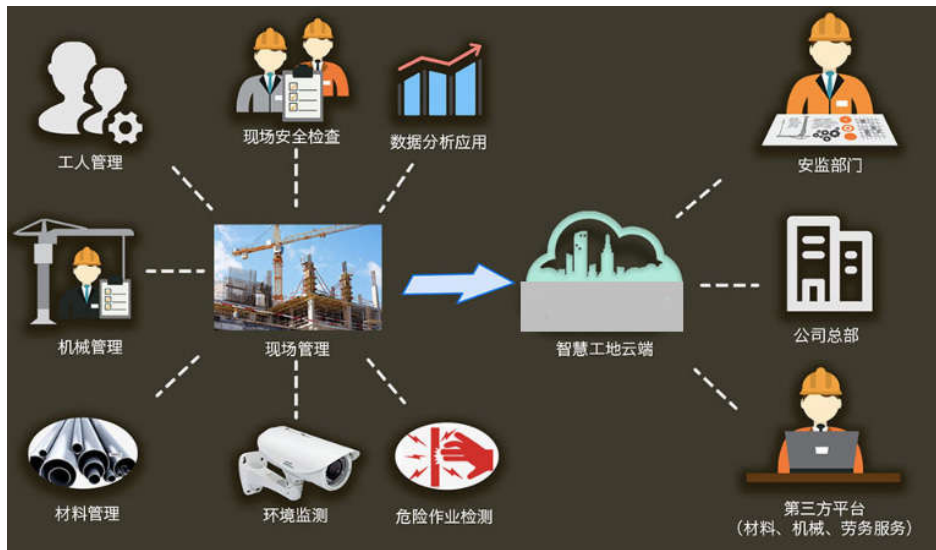 工人管理
现场安全检查
数据分析应用
安监部门
机械管理
现场管理
智慧工地云端
公司总部
材料管理
环境监测
危险作业检测
第三方平台
（材料、机械、劳务服务）